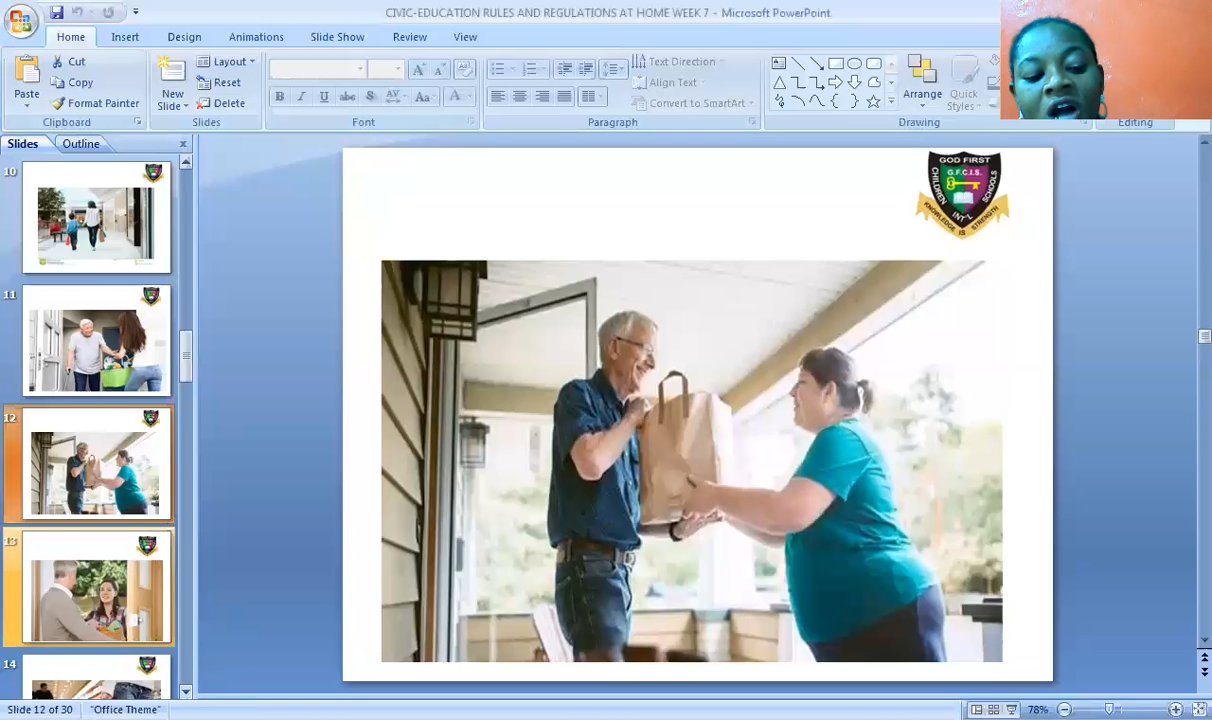 CIVIC-EDUCATION RULES AND REGULATIONS AT HOME WEEK 7 - Microsoft PowerPoint
Home Insert Design Animations Slide Show Review View
Paste
Cut
Copy
Format Painter
Clipboard
New
Slide
Layout
Reset
Delete
Slides
B I U abc S AV Aa A
Font
Text Direction
Align Text
Convert to SmartArt
Paragraph
Arrange
Quick
Styles
Drawing
Editing
Slides Outline
10
11
12
13
14
GOD FIRST
G.F.C.I.S.
CHILDREN
INT'L
SCHOOLS
KNOWLEDGE IS STRENGTH
Slide 12 of 30
"Office Theme"
78%